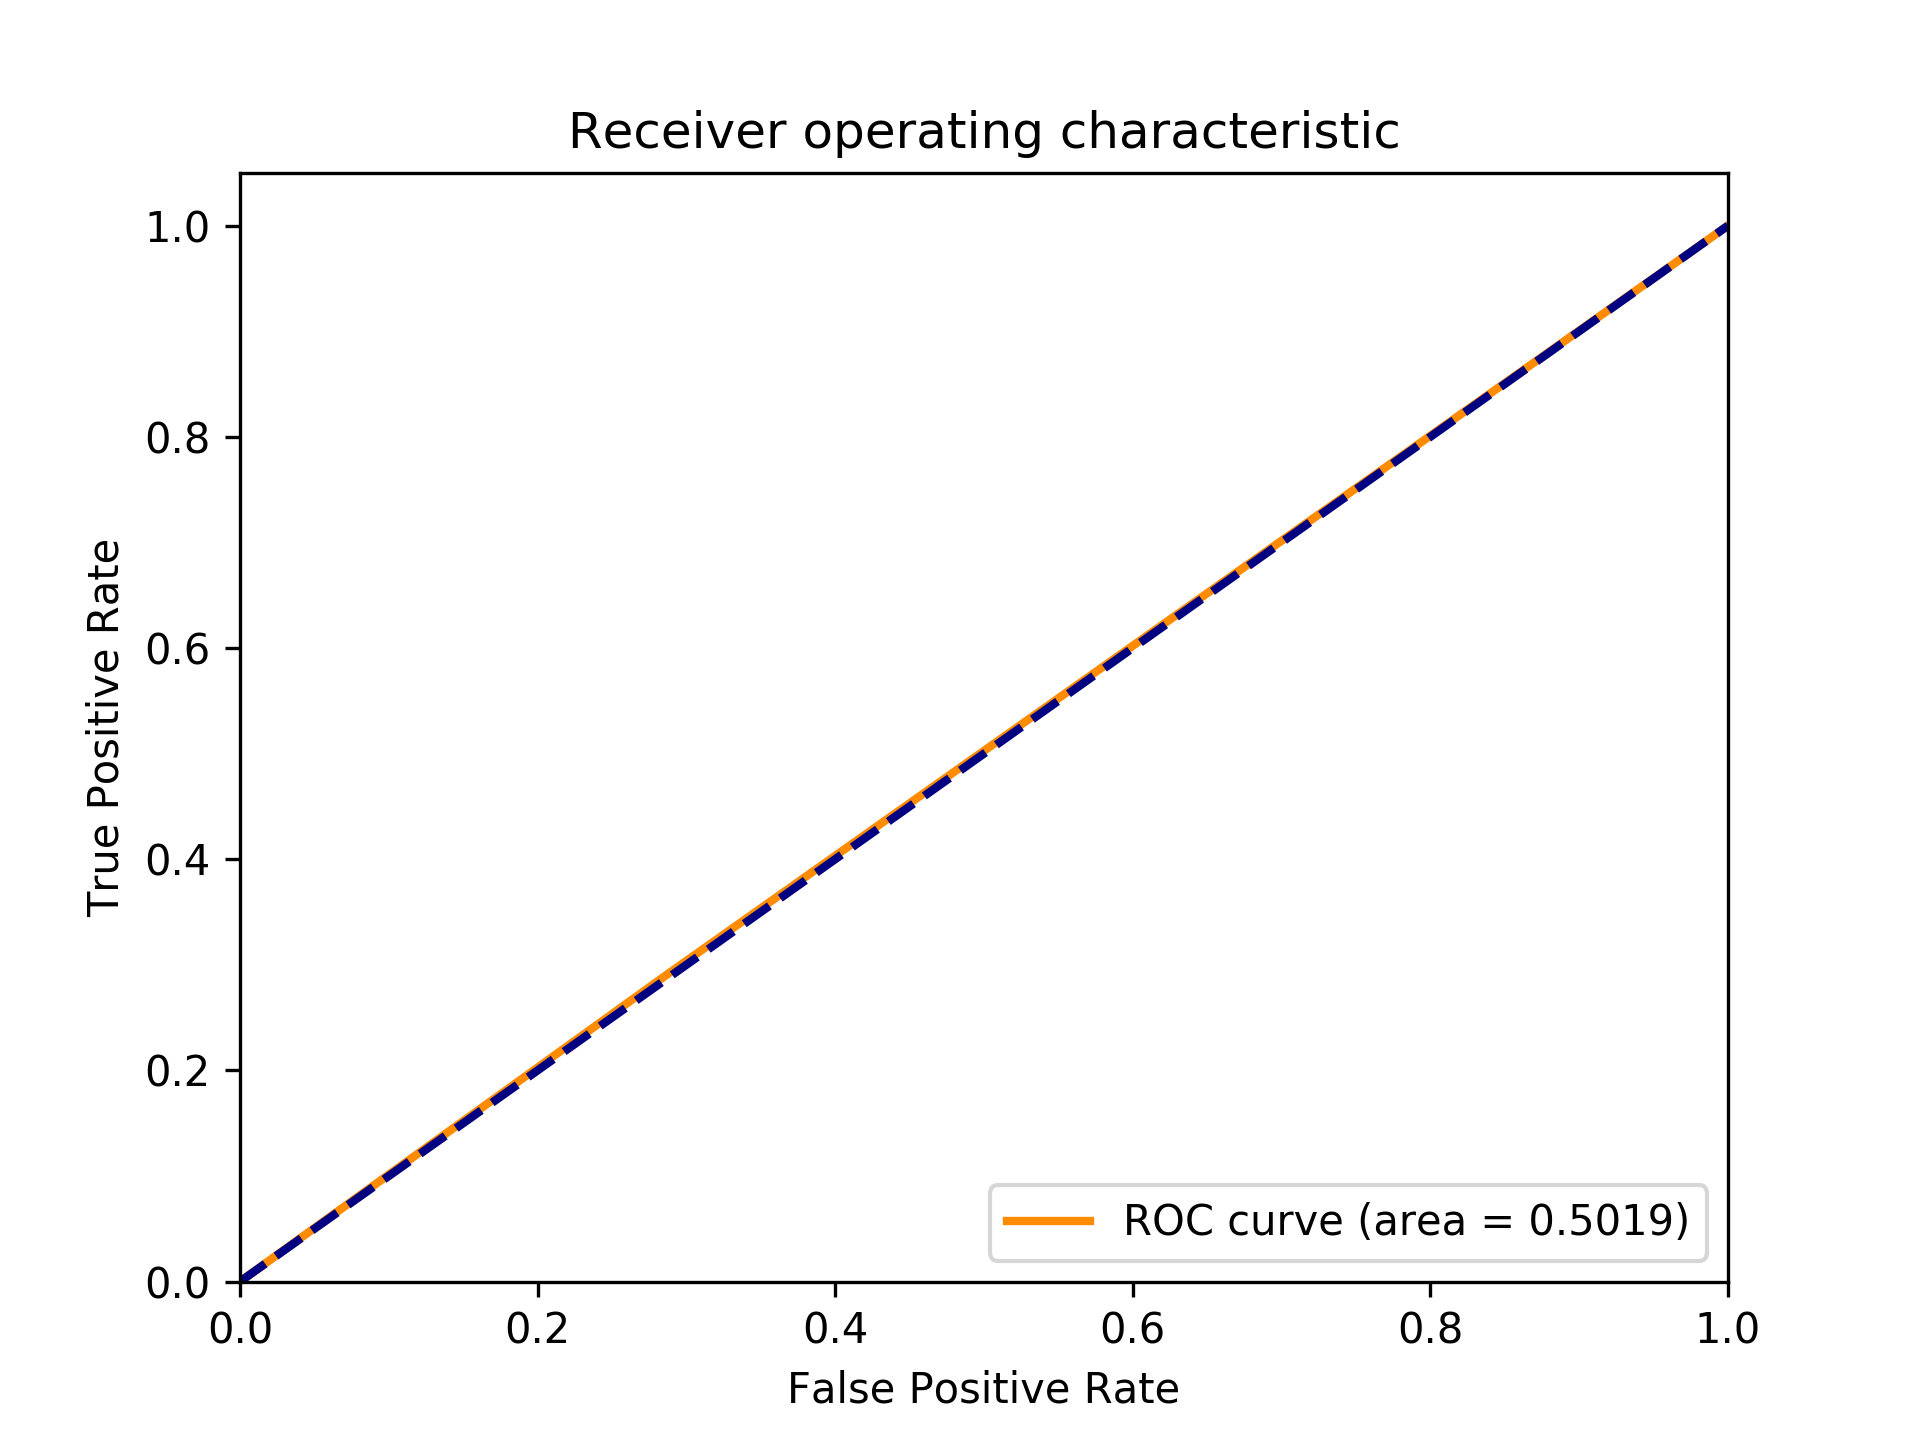 Receiver operating characteristic
True Positive Rate
1.0
0.8
0.6
0.4
0.2
0.0
ROC curve (area = 0.5019)
0.0 0.2 0.4 0.6 0.8 1.0
False Positive Rate